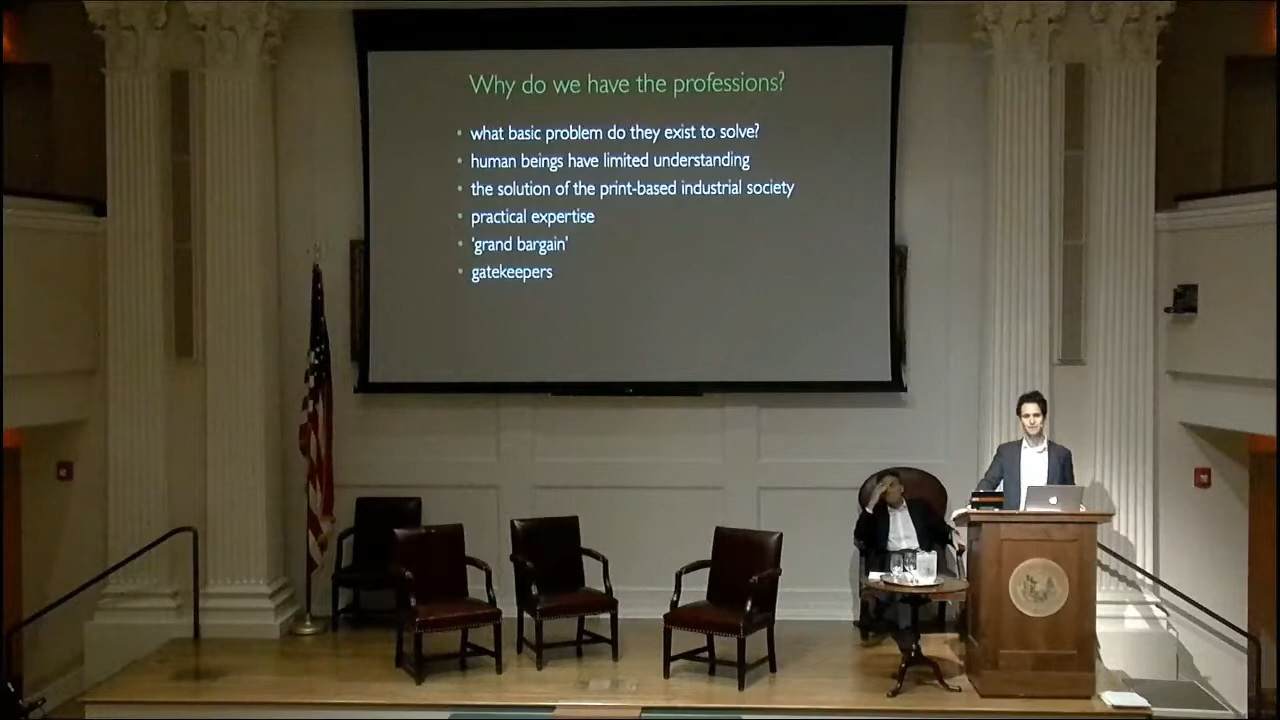 Why do we have the professions?
• what basic problem do they exist to solve?
• human beings have limited understanding
• the solution of the print-based industrial society
• practical expertise
• 'grand bargain'
• gatekeepers